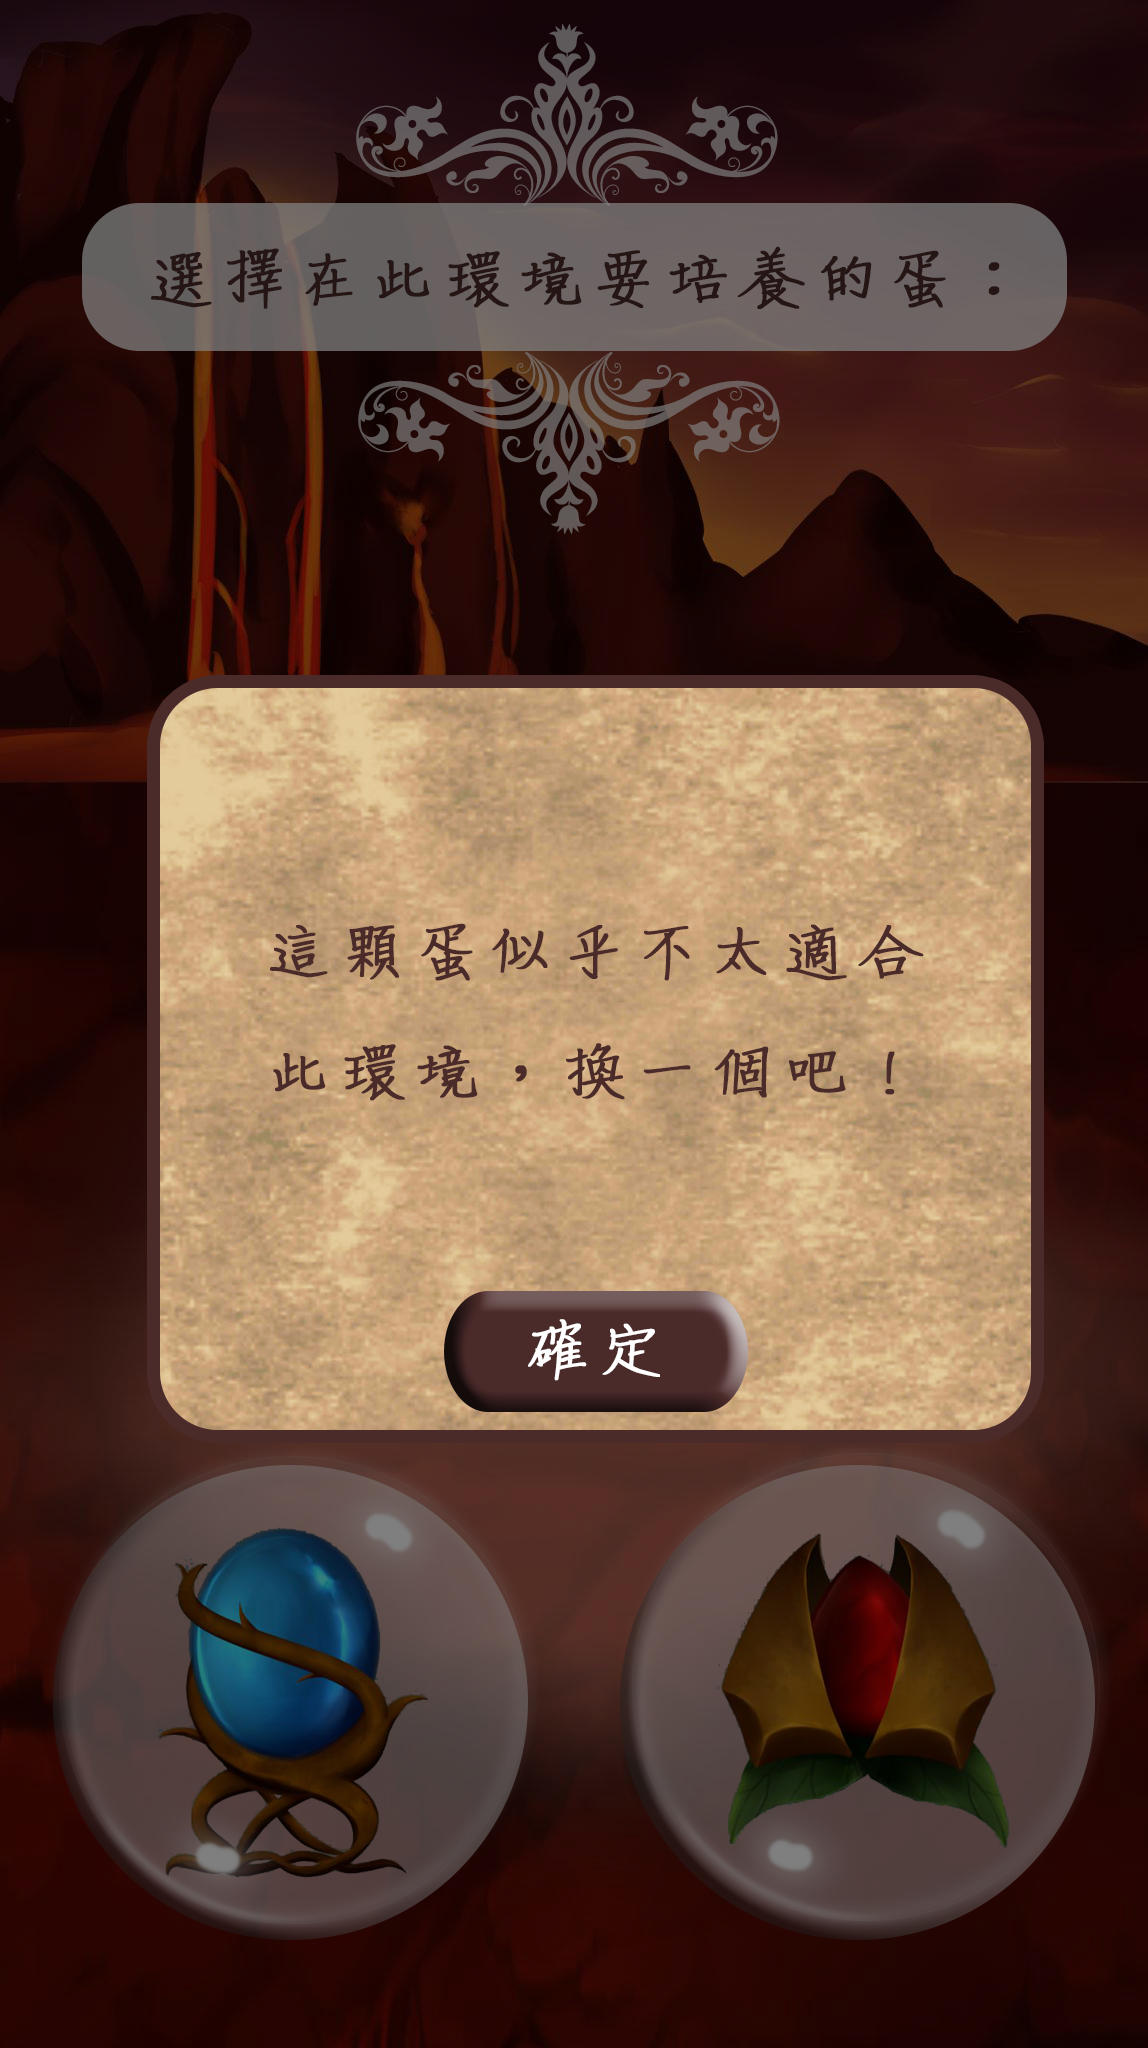 選擇在此環境要培養的蛋：
這顆蛋似乎不太適合
此環境，換一個吧！
確定